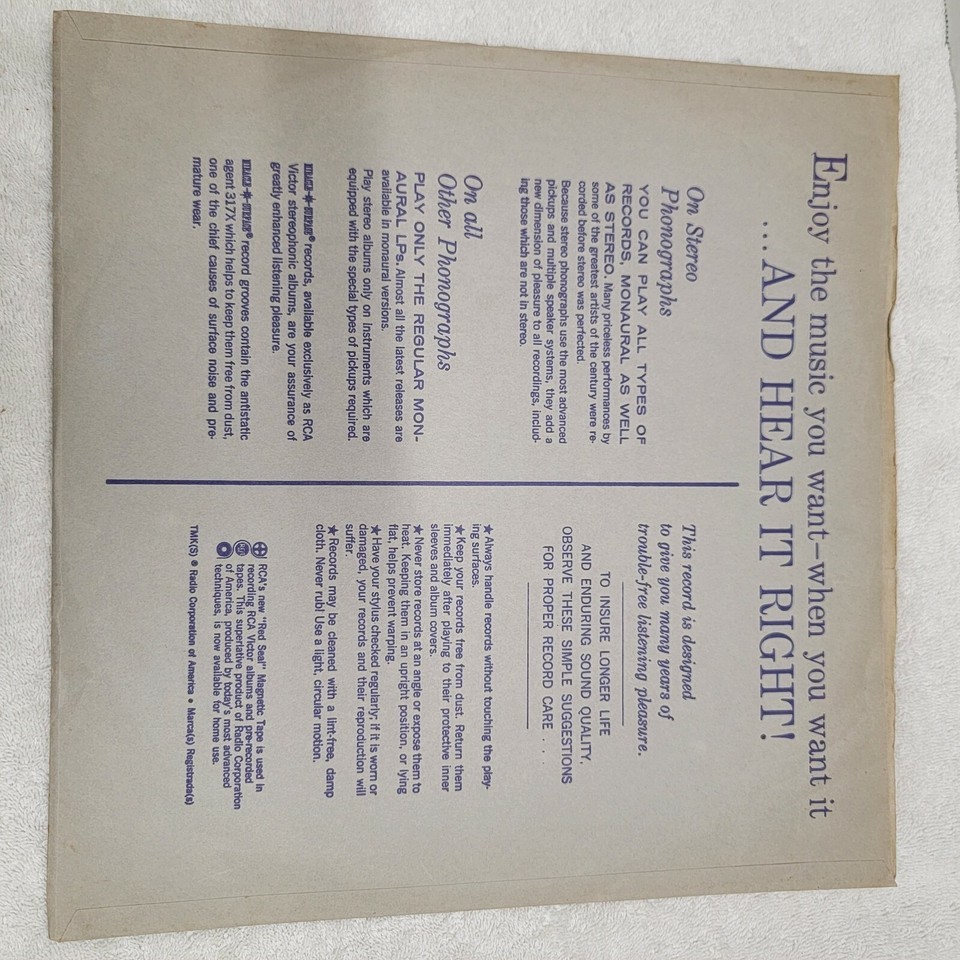 Enjoy the music you want—when you want it
...AND HEAR IT RIGHT!
On Stereo
Phonographs
YOU CAN PLAY ALL TYPES OF
RECORDS, MONAURAL AS WELL
AS STEREO. Many priceless performances by
some of the greatest artists of the century were re-
corded before stereo was perfected.
Because stereo phonographs use the most advanced
pickups and multiple speaker systems, they add a
new dimension of pleasure to all recordings, includ-
ing those which are not in stereo.
On all
Other Phonographs
PLAY ONLY THE REGULAR MON-
AURAL LPs. Almost all the latest releases are
available in monaural versions.
Play stereo albums only on instruments which are
equipped with the special types of pickups required.
MIRACLE ★ SURFACE® records, available exclusively as RCA
Victor stereophonic albums, are your assurance of
greatly enhanced listening pleasure.
MIRACLE ★ SURFACE® record grooves contain the antistatic
agent 317X which helps to keep them free from dust,
one of the chief causes of surface noise and pre-
mature wear.
This record is designed
to give you many years of
trouble-free listening pleasure.
TO INSURE LONGER LIFE
AND ENDURING SOUND QUALITY,
OBSERVE THESE SIMPLE SUGGESTIONS
FOR PROPER RECORD CARE . . .
★ Always handle records without touching the play-
ing surfaces.
★ Keep your records free from dust. Return them
immediately after playing to their protective inner
sleeves and album covers.
★ Never store records at an angle or expose them to
heat. Keeping them in an upright position, or lying
flat, helps prevent warping.
★ Have your stylus checked regularly; if it is worn or
damaged, your records and their reproduction will
suffer.
★ Records may be cleaned with a lint-free, damp
cloth. Never rub! Use a light, circular motion.
RCA's new "Red Seal" Magnetic Tape is used in
recording RCA Victor albums and pre-recorded
tapes. This superlative product of Radio Corporation
of America, produced by today's most advanced
techniques, is now available for home use.
TMK(S) ® Radio Corporation of America • Marca(s) Registrada(s)